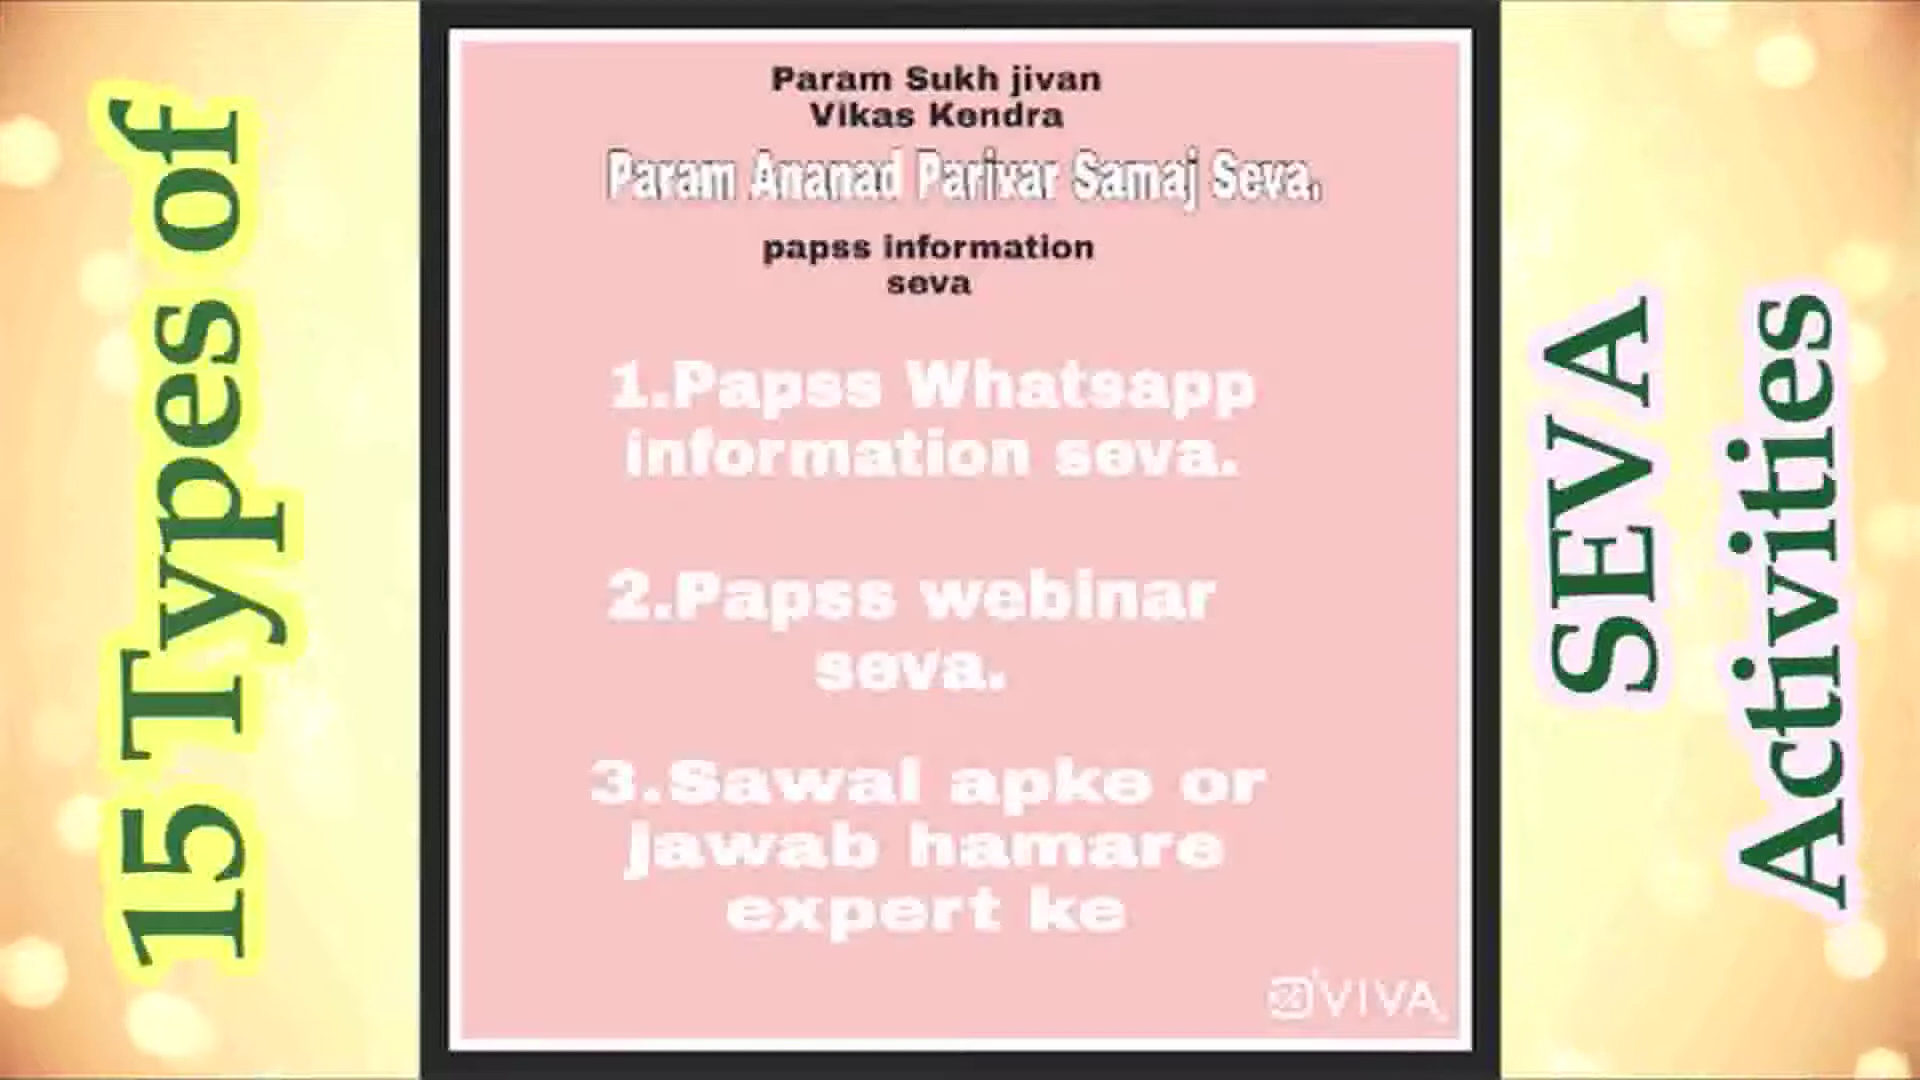 15 Types of
Param Sukh jivan
Vikas Kendra
Param Ananad Parivar Samaj Seva.
papss information
seva
1.Papss Whatsapp
information seva.
2.Papss webinar
seva.
3.Sawal apke or
jawab hamare
expert ke
VIVA
SEVA
Activities